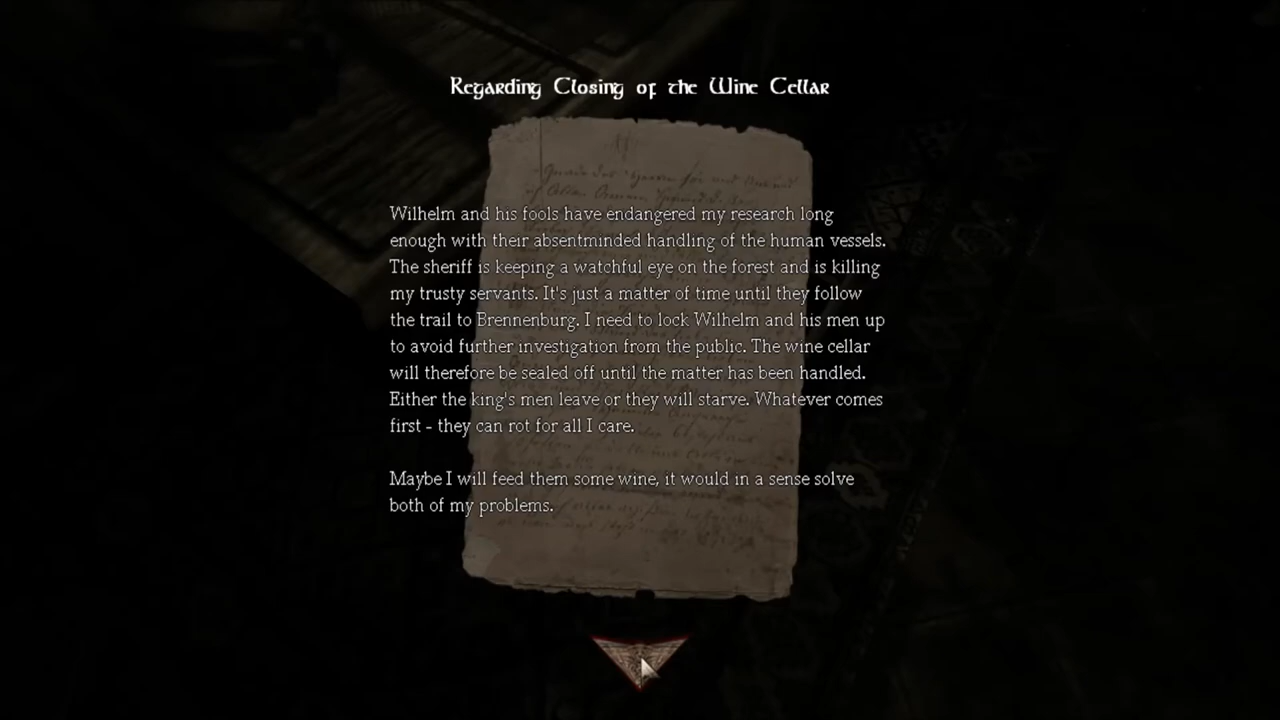 Regarding Closing of the Wine Cellar
Wilhelm and his fools have endangered my research long
enough with their absentminded handling of the human vessels.
The sheriff is keeping a watchful eye on the forest and is killing
my trusty servants. It's just a matter of time until they follow
the trail to Brennenburg. I need to lock Wilhelm and his men up
to avoid further investigation from the public. The wine cellar
will therefore be sealed off until the matter has been handled.
Either the king's men leave or they will starve. Whatever comes
first - they can rot for all I care.
Maybe I will feed them some wine, it would in a sense solve
both of my problems.